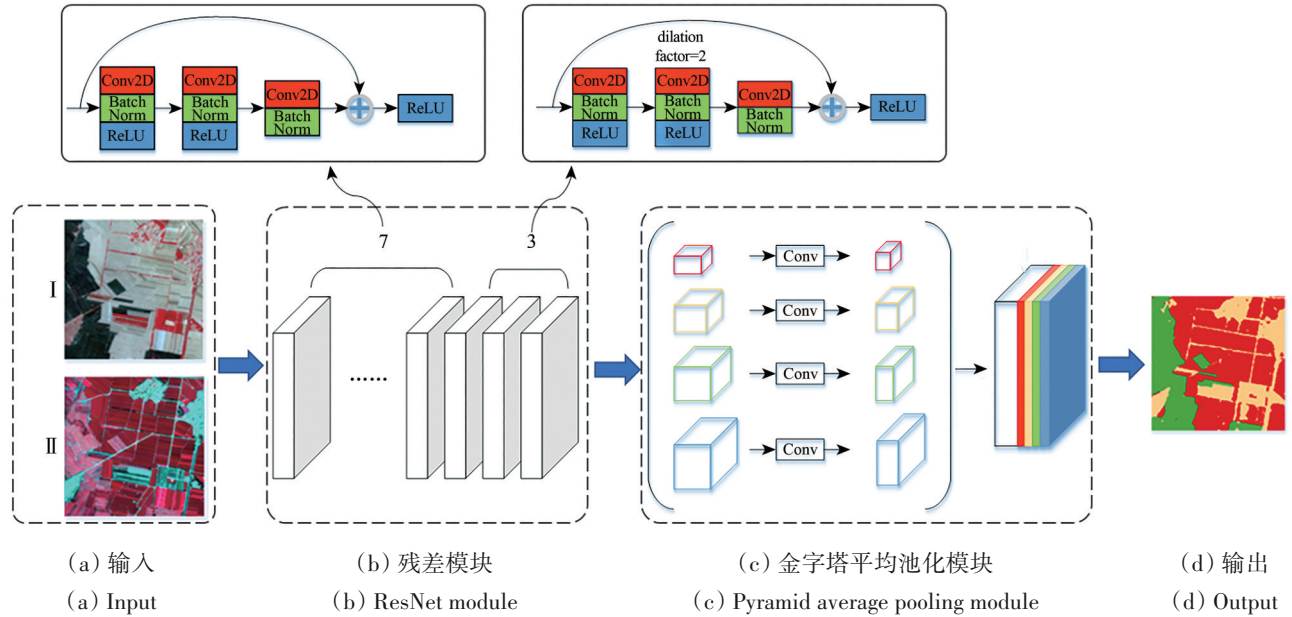 Conv2D
Batch
Norm
ReLU
Conv2D
Batch
Norm
ReLU
Conv2D
Batch
Norm
ReLU
dilation
factor=2
Conv2D
Batch
Norm
ReLU
Conv2D
Batch
Norm
ReLU
Conv2D
Batch
Norm
ReLU
I
II
7
3
......
Conv
Conv
Conv
Conv
(a) 输入
(b) 残差模块
(c) 金字塔平均池化模块
(d) 输出
(a) Input
(b) ResNet module
(c) Pyramid average pooling module
(d) Output